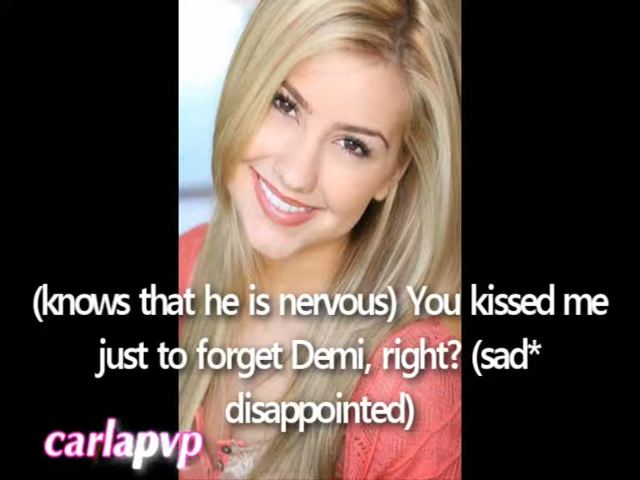 (knows that he is nervous) You kissed me
just to forget Demi, right? (sad*
disappointed)
carlapvp